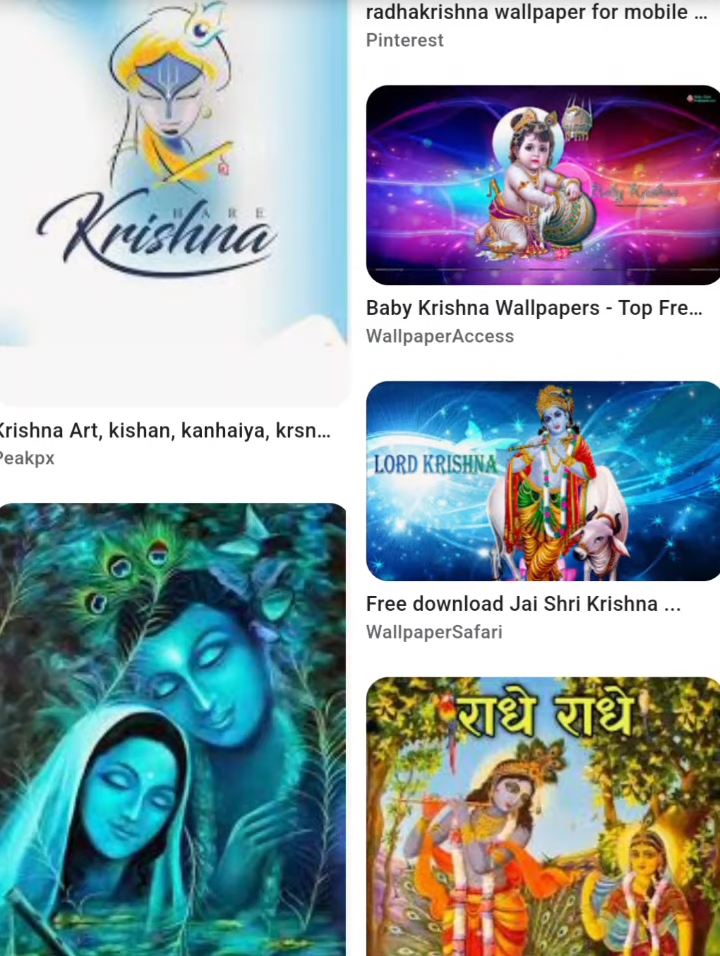 HARE
Krishna
Krishna Art, kishan, kanhaiya, krsn...
Peakpx
radhakrishna wallpaper for mobile ...
Pinterest
Baby Krishna
Baby Krishna Wallpapers - Top Fre...
WallpaperAccess
LORD KRISHNA
Free download Jai Shri Krishna ...
WallpaperSafari
राधे राधे